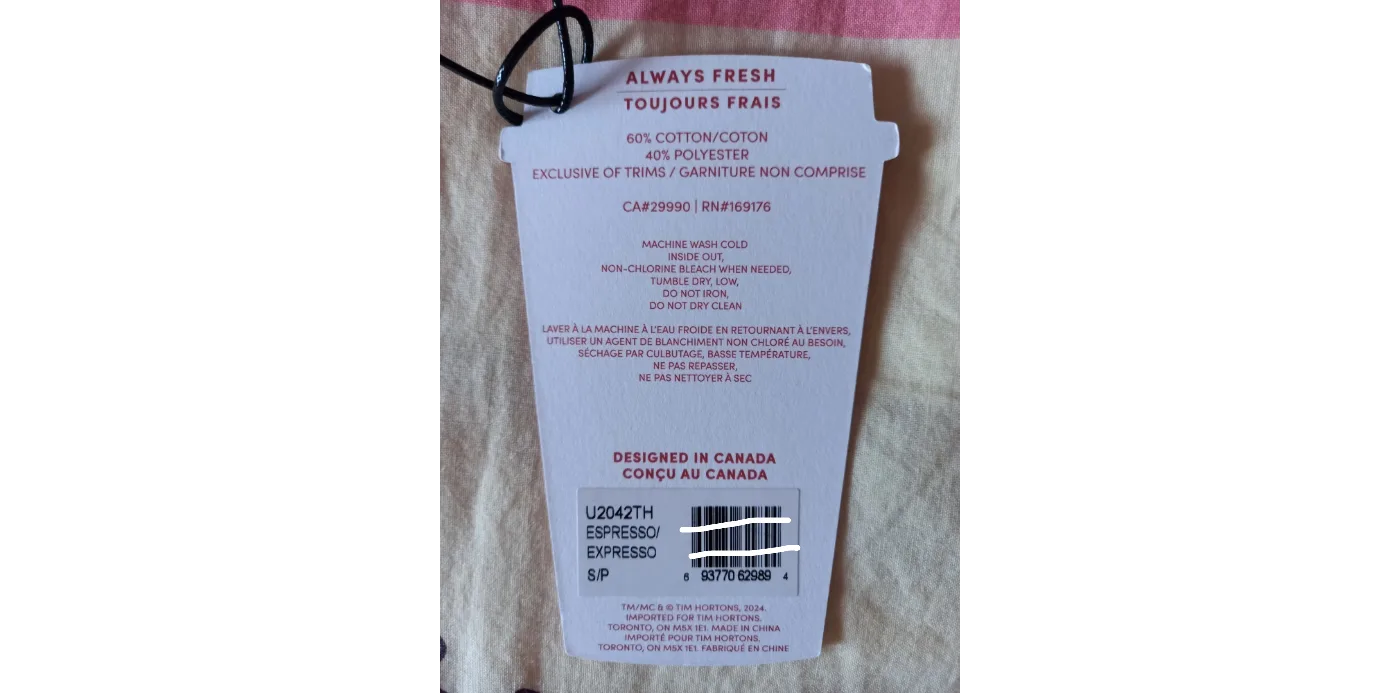 ALWAYS FRESH
TOUJOURS FRAIS
60% COTTON/COTON
40% POLYESTER
EXCLUSIVE OF TRIMS / GARNITURE NON COMPRISE
CA#29990 | RN#169176
MACHINE WASH COLD
INSIDE OUT,
NON-CHLORINE BLEACH WHEN NEEDED,
TUMBLE DRY, LOW,
DO NOT IRON,
DO NOT DRY CLEAN
LAVER À LA MACHINE À L'EAU FROIDE EN RETOURNANT À L'ENVERS,
UTILISER UN AGENT DE BLANCHIMENT NON CHLORÉ AU BESOIN,
SÉCHAGE PAR CULBUTAGE, BASSE TEMPÉRATURE,
NE PAS REPASSER,
NE PAS NETTOYER À SEC
DESIGNED IN CANADA
CONÇU AU CANADA
U2042TH
ESPRESSO/
EXPRESSO
S/P
6 93770 62989 4
TM/MC & © TIM HORTONS, 2024.
IMPORTED FOR TIM HORTONS.
TORONTO, ON M5X 1E1. MADE IN CHINA
IMPORTÉ POUR TIM HORTONS.
TORONTO, ON M5X 1E1. FABRIQUÉ EN CHINE